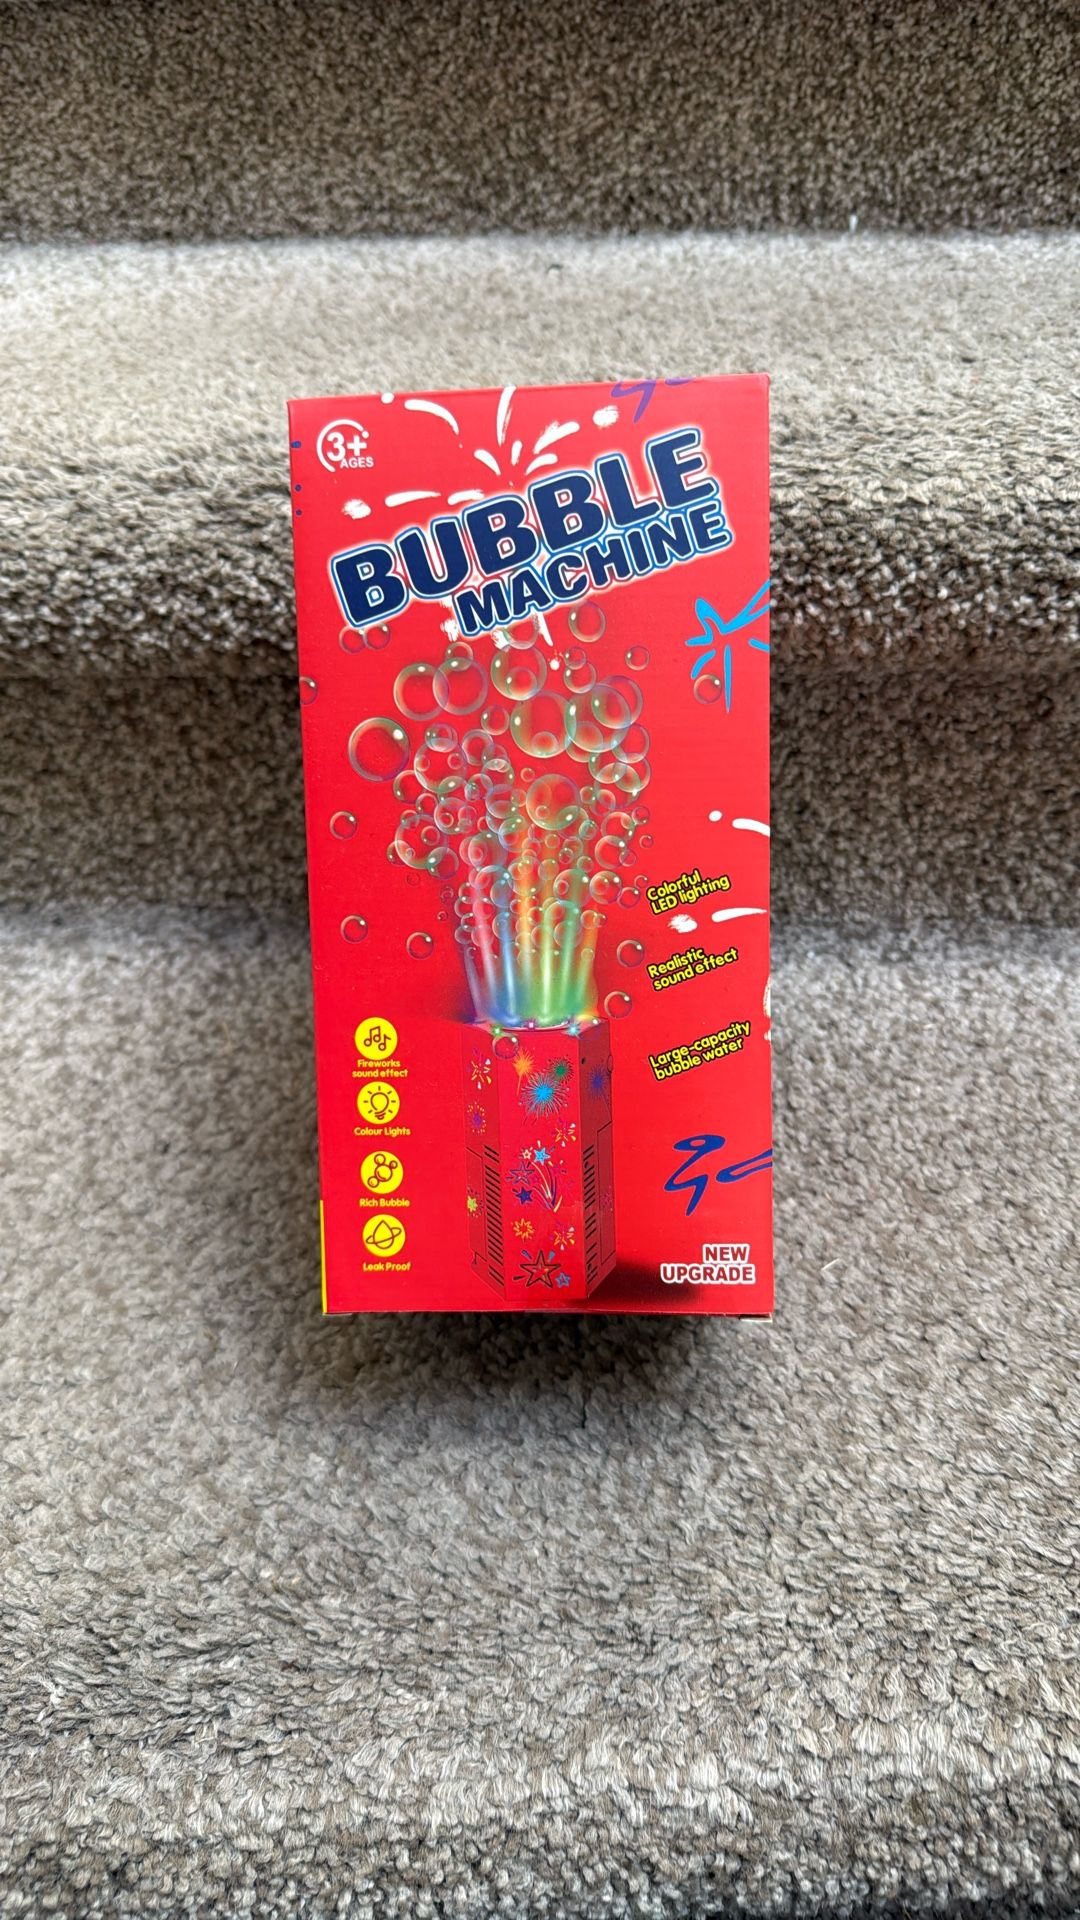 3+
AGES
BUBBLE
MACHINE
Colorful
LED lighting
Realistic
sound effect
Large-capacity
bubble water
Fireworks
sound effect
Colour Lights
Rich Bubble
Leak Proof
NEW
UPGRADE